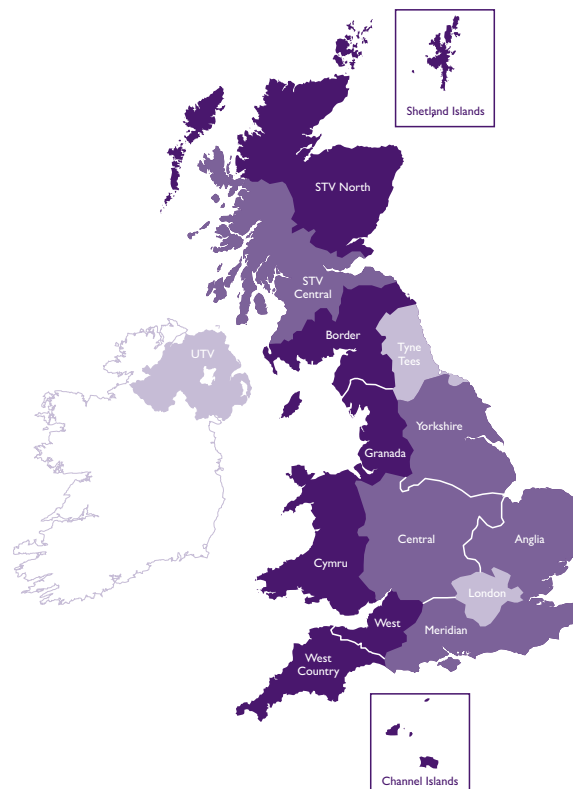 Shetland Islands
STV North
STV
Central
Border
Tyne
Tees
UTV
Yorkshire
Granada
Central
Anglia
Cymru
London
West
Meridian
West
Country
Channel Islands